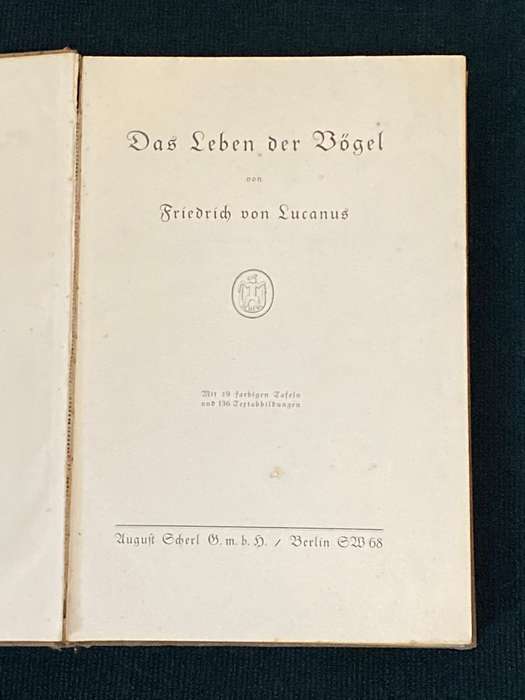 Das Leben der Vögel
von
Friedrich von Lucanus
Mit 19 farbigen Tafeln
und 136 Textabbildungen
August Scherl G. m. b. H. / Berlin SW 68